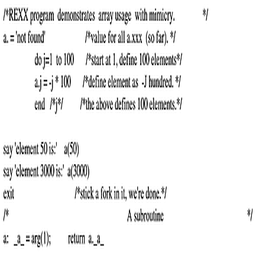 /*REXX program demonstrates array usage with mimicry. */
a. = 'not found' /*value for all a.xxx (so far). */
do j=1 to 100 /*start at 1, define 100 elements*/
a.j = -j * 100 /*define element as -J hundred. */
end /*j*/ /*the above defines 100 elements.*/
say 'element 50 is:' a(50)
say 'element 3000 is:' a(3000)
exit /*stick a fork in it, we're done.*/
/* A subroutine */
a: _a_ = arg(1); return a._a_